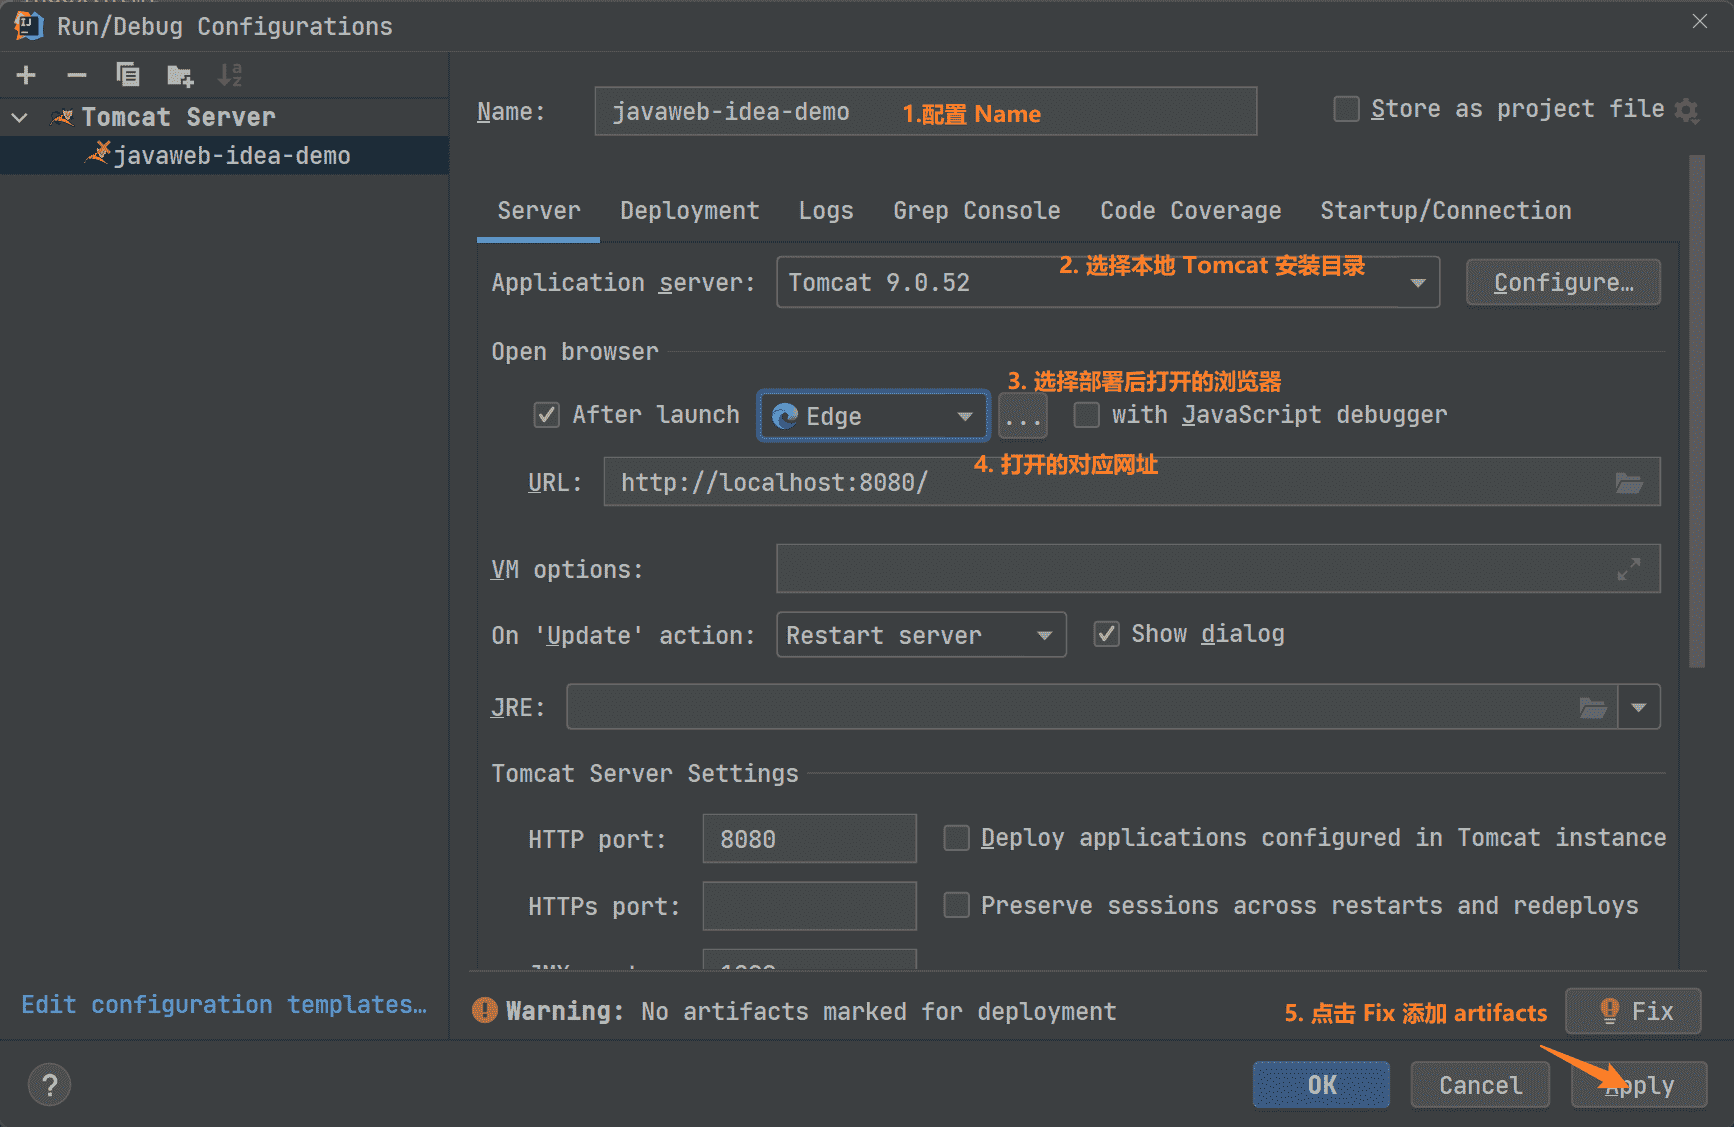 Run/Debug Configurations
Tomcat Server
javaweb-idea-demo
Edit configuration templates…
Name: javaweb-idea-demo 1.配置 Name Store as project file
Server Deployment Logs Grep Console Code Coverage Startup/Connection
2. 选择本地 Tomcat 安装目录
Application server: Tomcat 9.0.52 Configure…
Open browser
3. 选择部署后打开的浏览器
After launch Edge ... with JavaScript debugger
4. 打开的对应网址
URL: http://localhost:8080/
VM options:
On 'Update' action: Restart server Show dialog
JRE:
Tomcat Server Settings
HTTP port: 8080 Deploy applications configured in Tomcat instance
HTTPs port: Preserve sessions across restarts and redeploys
Warning: No artifacts marked for deployment 5. 点击 Fix 添加 artifacts Fix
? OK Cancel Apply